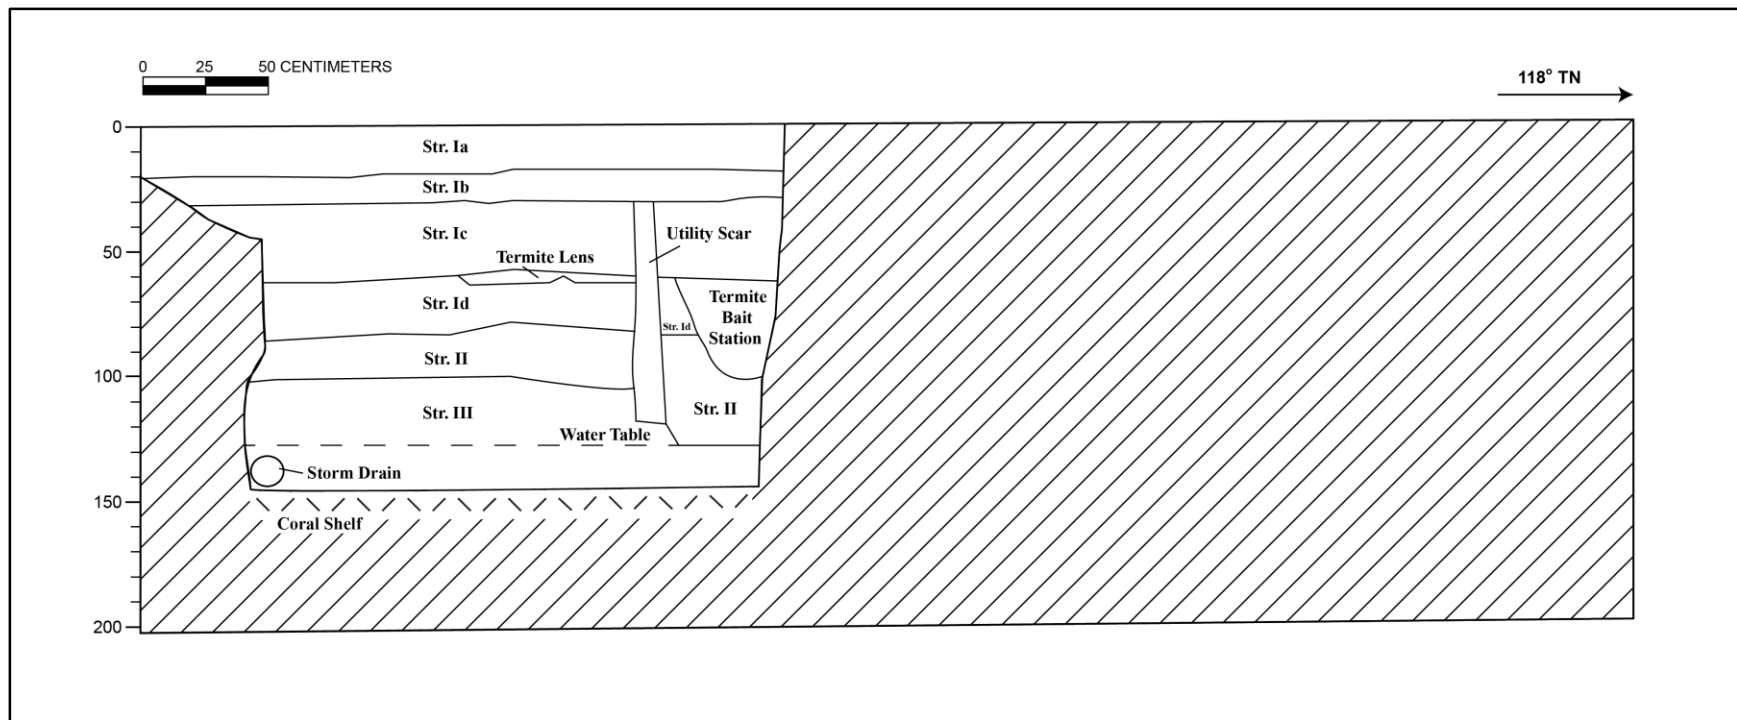 0 25 50 CENTIMETERS
118° TN
0
Str. Ia
Str. Ib
Str. Ic
Utility Scar
50
Termite Lens
Str. Id
Termite
Bait
Station
Str. Id
Str. II
100
Str. III
Str. II
Water Table
Storm Drain
150
Coral Shelf
200